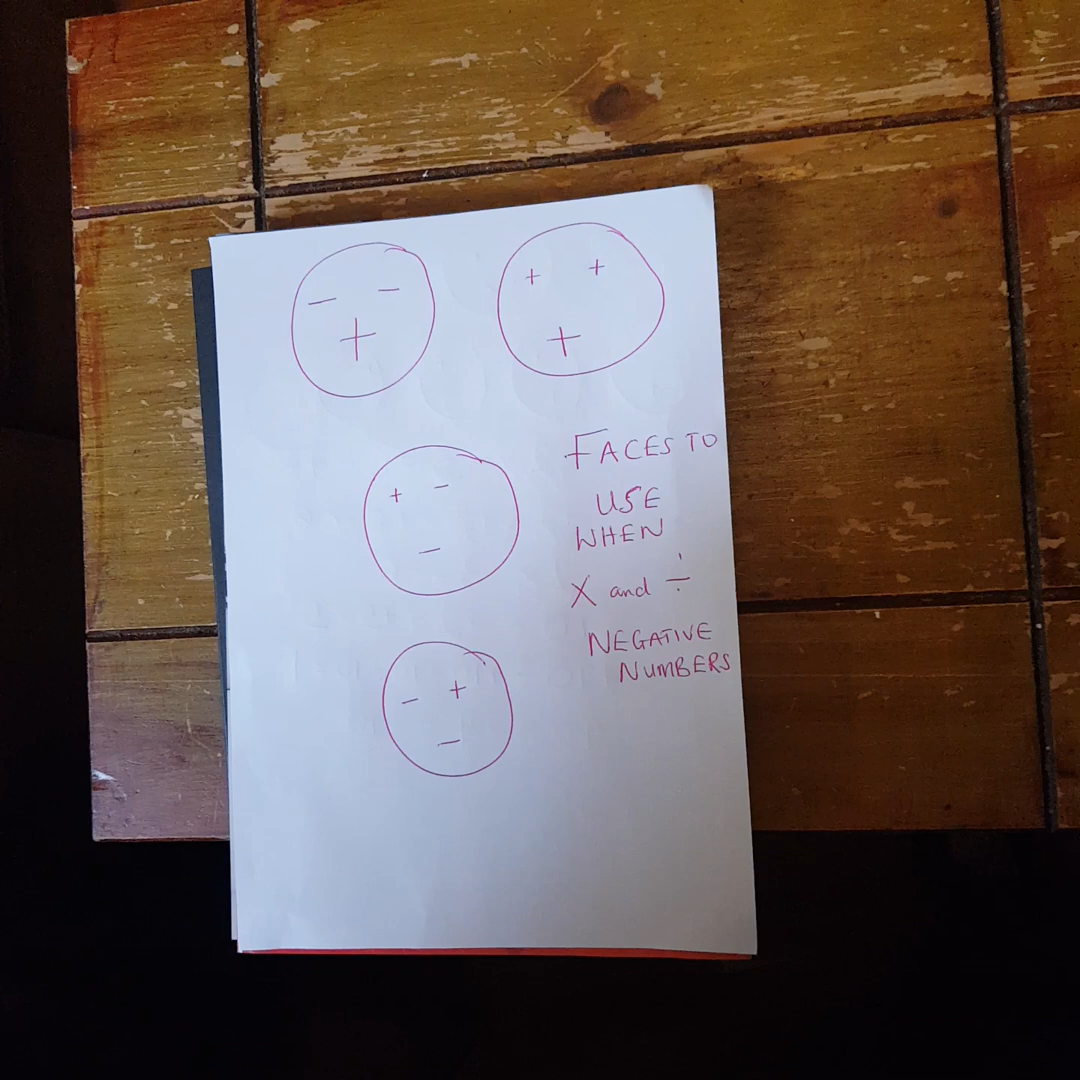 − −
+
+ +
+
+ −
−
− +
−
FACES TO
USE
WHEN
X and ÷
NEGATIVE
NUMBERS